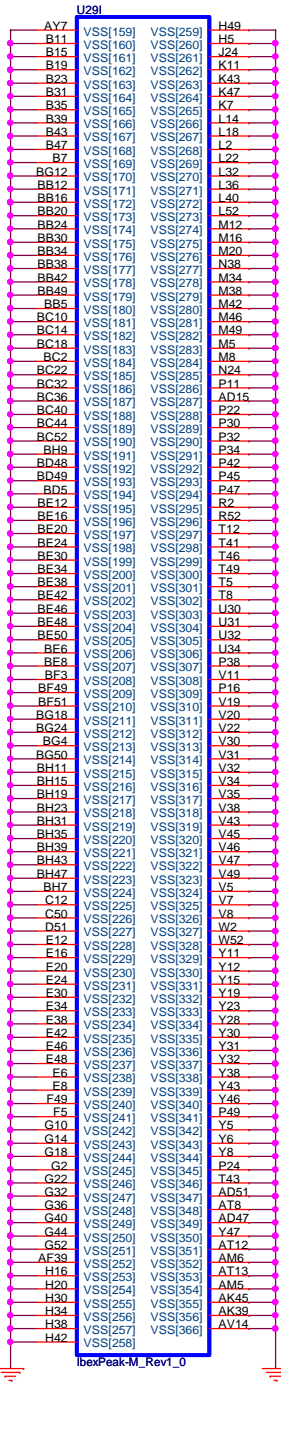 U29I
AY7 VSS[159] VSS[259] H49
B11 VSS[160] VSS[260] H5
B15 VSS[161] VSS[261] J24
B19 VSS[162] VSS[262] K11
B23 VSS[163] VSS[263] K43
B31 VSS[164] VSS[264] K47
B35 VSS[165] VSS[265] K7
B39 VSS[166] VSS[266] L14
B43 VSS[167] VSS[267] L18
B47 VSS[168] VSS[268] L2
B7 VSS[169] VSS[269] L22
BG12 VSS[170] VSS[270] L32
BB12 VSS[171] VSS[271] L36
BB16 VSS[172] VSS[272] L40
BB20 VSS[173] VSS[273] L52
BB24 VSS[174] VSS[274] M12
BB30 VSS[175] VSS[275] M16
BB34 VSS[176] VSS[276] M20
BB38 VSS[177] VSS[277] N38
BB42 VSS[178] VSS[278] M34
BB49 VSS[179] VSS[279] M38
BB5 VSS[180] VSS[280] M42
BC10 VSS[181] VSS[281] M46
BC14 VSS[182] VSS[282] M49
BC18 VSS[183] VSS[283] M5
BC2 VSS[184] VSS[284] M8
BC22 VSS[185] VSS[285] N24
BC32 VSS[186] VSS[286] P11
BC36 VSS[187] VSS[287] AD15
BC40 VSS[188] VSS[288] P22
BC44 VSS[189] VSS[289] P30
BC52 VSS[190] VSS[290] P32
BH9 VSS[191] VSS[291] P34
BD48 VSS[192] VSS[292] P42
BD49 VSS[193] VSS[293] P45
BD5 VSS[194] VSS[294] P47
BE12 VSS[195] VSS[295] R2
BE16 VSS[196] VSS[296] R52
BE20 VSS[197] VSS[297] T12
BE24 VSS[198] VSS[298] T41
BE30 VSS[199] VSS[299] T46
BE34 VSS[200] VSS[300] T49
BE38 VSS[201] VSS[301] T5
BE42 VSS[202] VSS[302] T8
BE46 VSS[203] VSS[303] U30
BE48 VSS[204] VSS[304] U31
BE50 VSS[205] VSS[305] U32
BE6 VSS[206] VSS[306] U34
BE8 VSS[207] VSS[307] P38
BF3 VSS[208] VSS[308] V11
BF49 VSS[209] VSS[309] P16
BF51 VSS[210] VSS[310] V19
BG18 VSS[211] VSS[311] V20
BG24 VSS[212] VSS[312] V22
BG4 VSS[213] VSS[313] V30
BG50 VSS[214] VSS[314] V31
BH11 VSS[215] VSS[315] V32
BH15 VSS[216] VSS[316] V34
BH19 VSS[217] VSS[317] V35
BH23 VSS[218] VSS[318] V38
BH31 VSS[219] VSS[319] V43
BH35 VSS[220] VSS[320] V45
BH39 VSS[221] VSS[321] V46
BH43 VSS[222] VSS[322] V47
BH47 VSS[223] VSS[323] V49
BH7 VSS[224] VSS[324] V5
C12 VSS[225] VSS[325] V7
C50 VSS[226] VSS[326] V8
D51 VSS[227] VSS[327] W2
E12 VSS[228] VSS[328] W52
E16 VSS[229] VSS[329] Y11
E20 VSS[230] VSS[330] Y12
E24 VSS[231] VSS[331] Y15
E30 VSS[232] VSS[332] Y19
E34 VSS[233] VSS[333] Y23
E38 VSS[234] VSS[334] Y28
E42 VSS[235] VSS[335] Y30
E46 VSS[236] VSS[336] Y31
E48 VSS[237] VSS[337] Y32
E6 VSS[238] VSS[338] Y38
E8 VSS[239] VSS[339] Y43
F49 VSS[240] VSS[340] Y46
F5 VSS[241] VSS[341] P49
G10 VSS[242] VSS[342] Y5
G14 VSS[243] VSS[343] Y6
G18 VSS[244] VSS[344] Y8
G2 VSS[245] VSS[345] P24
G22 VSS[246] VSS[346] T43
G32 VSS[247] VSS[347] AD51
G36 VSS[248] VSS[348] AT8
G40 VSS[249] VSS[349] AD47
G44 VSS[250] VSS[350] Y47
G52 VSS[251] VSS[351] AT12
AF39 VSS[252] VSS[352] AM6
H16 VSS[253] VSS[353] AT13
H20 VSS[254] VSS[354] AM5
H30 VSS[255] VSS[355] AK45
H34 VSS[256] VSS[356] AK39
H38 VSS[257] VSS[366] AV14
H42 VSS[258]
IbexPeak-M_Rev1_0